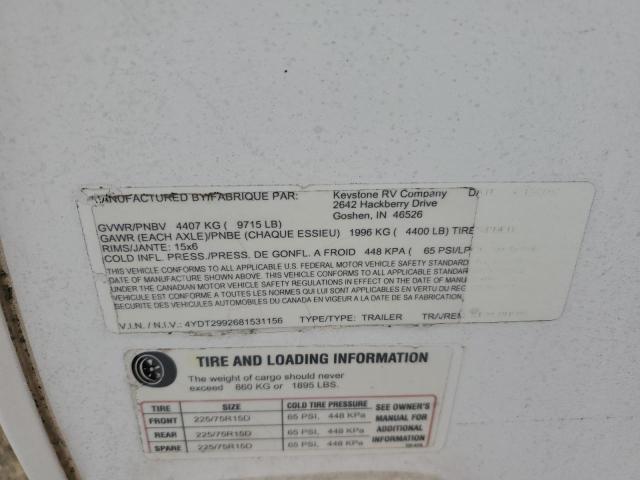 MANUFACTURED BY/FABRIQUE PAR: Keystone RV Company
2642 Hackberry Drive
Goshen, IN 46526
GVWR/PNBV 4407 KG ( 9715 LB)
GAWR (EACH AXLE)/PNBE (CHAQUE ESSIEU) 1996 KG ( 4400 LB) TIRE
RIMS/JANTE: 15x6
COLD INFL. PRESS./PRESS. DE GONFL. A FROID 448 KPA ( 65 PSI/LP
THIS VEHICLE CONFORMS TO ALL APPLICABLE U.S. FEDERAL MOTOR VEHICLE SAFETY STANDARD
DATE OF MANUFACTURE SHOWN ABOVE. THIS VEHICLE CONFORMS TO ALL APPLICABLE STANDARDS
UNDER THE CANADIAN MOTOR VEHICLE SAFETY REGULATIONS IN EFFECT ON THE DATE OF MANU
VEHICULE EST CONFORME A TOUTES LES NORMES QUI LUI SONT APPLICABLES EN VERTU DU REC
SECURITE DES VEHICULES AUTOMOBILES DU CANADA EN VIGEUR A LA DATE DE SA FABRICATION.
V.I.N. / N.I.V.: 4YDT2992681531156 TYPE/TYPE: TRAILER TR/JREM
TIRE AND LOADING INFORMATION
The weight of cargo should never
exceed 860 KG or 1895 LBS.
TIRE SIZE COLD TIRE PRESSURE SEE OWNER'S MANUAL FOR ADDITIONAL INFORMATION
FRONT 225/75R15D 65 PSI, 448 KPa
REAR 225/75R15D 65 PSI, 448 KPa
SPARE 225/75R15D 65 PSI, 448 KPa